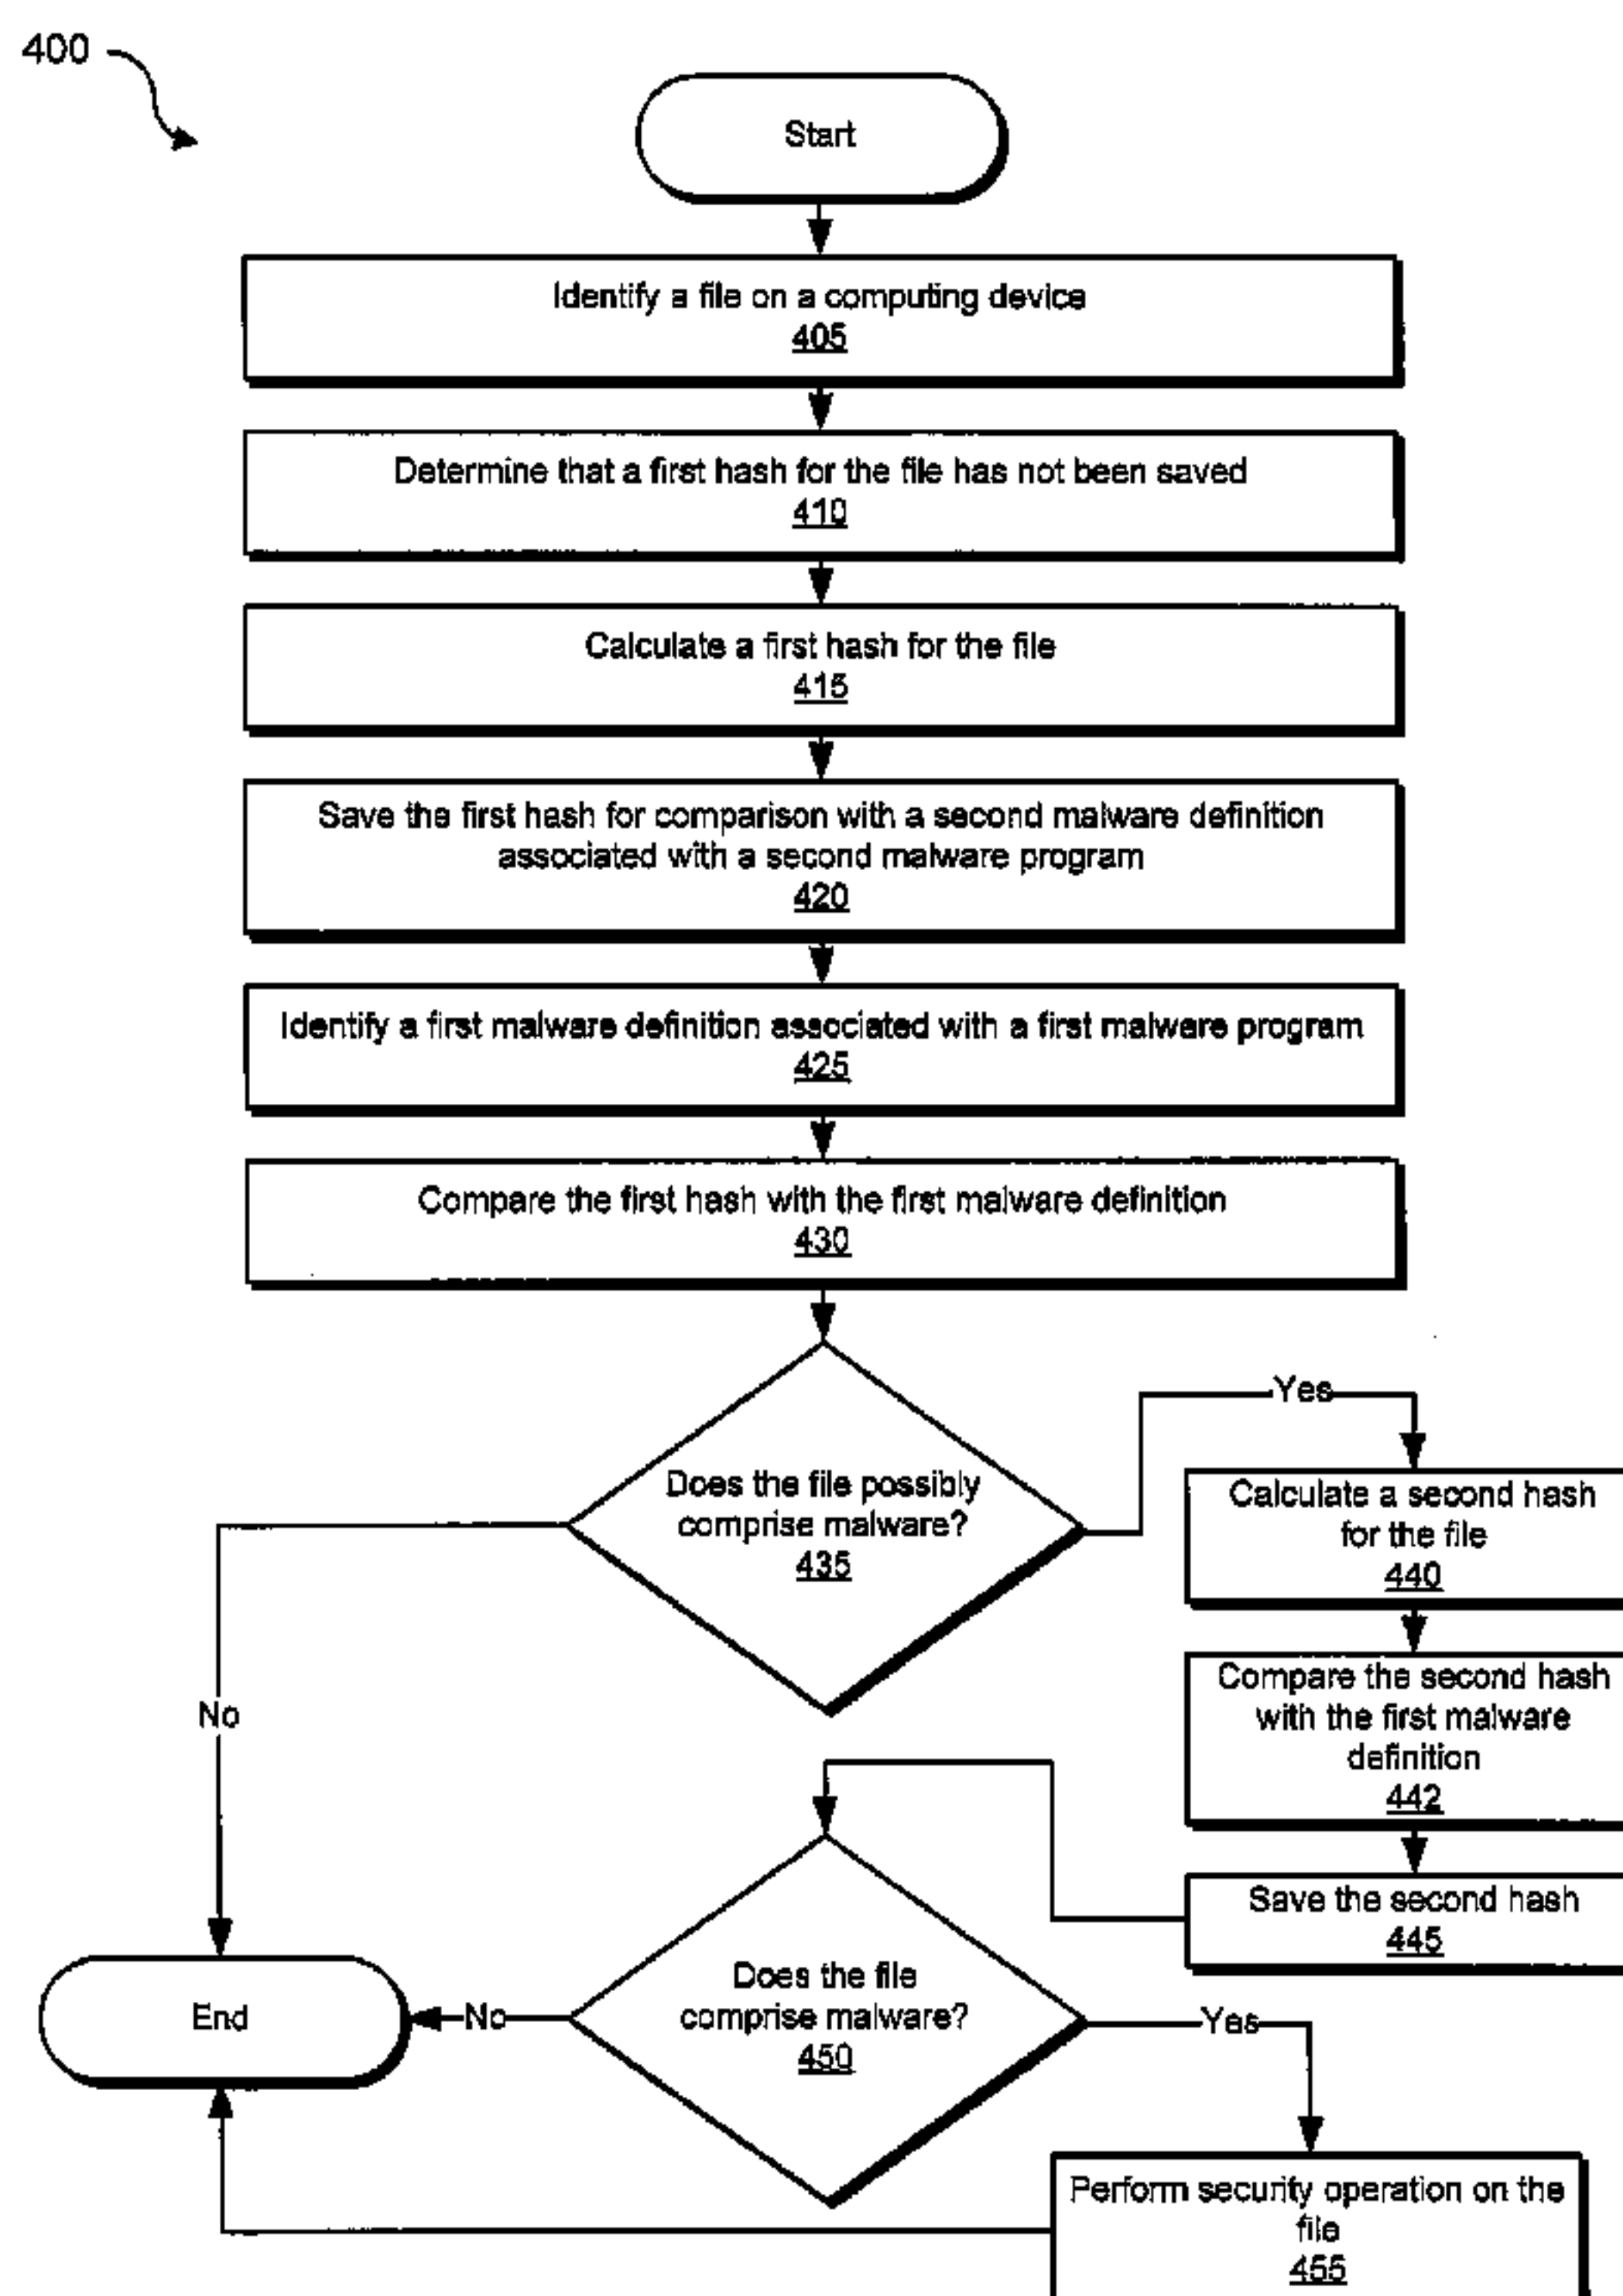 400
Start
Identify a file on a computing device
405
Determine that a first hash for the file has not been saved
410
Calculate a first hash for the file
415
Save the first hash for comparison with a second malware definition
associated with a second malware program
420
Identify a first malware definition associated with a first malware program
425
Compare the first hash with the first malware definition
430
Does the file possibly
comprise malware?
435
Yes
Calculate a second hash
for the file
440
Compare the second hash
with the first malware
definition
442
Save the second hash
445
No
Does the file
comprise malware?
450
No
End
Yes
Perform security operation on the
file
455